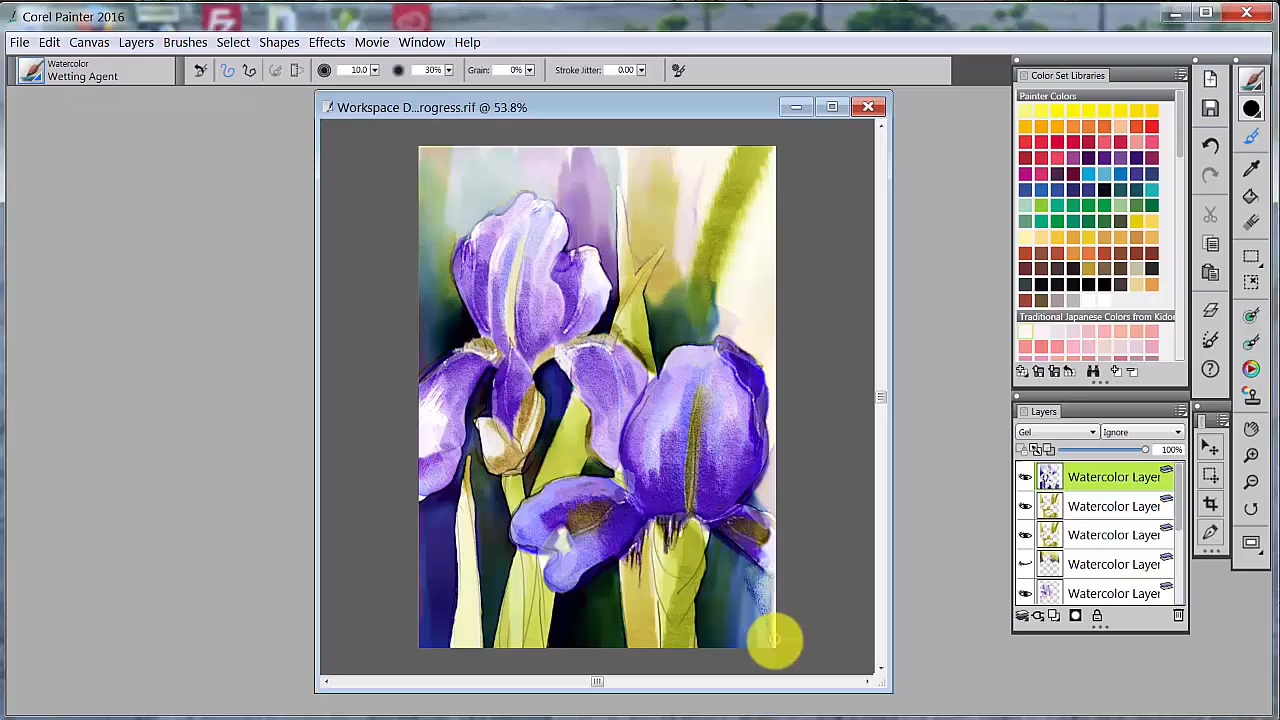 Corel Painter 2016
File Edit Canvas Layers Brushes Select Shapes Effects Movie Window Help
Watercolor
Wetting Agent
10.0
30%
Grain: 0%
Stroke Jitter: 0.00
Worspace D...rogress.rif @ 53.8%
Color Set Libraries
Painter Colors
Traditional Japanese Colors from Kidor
Layers
Gel
Ignore
100%
Watercolor Layer
Watercolor Layer
Watercolor Layer
Watercolor Layer
Watercolor Layer